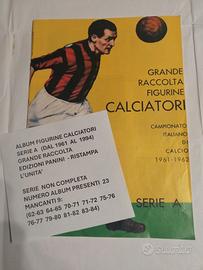 GRANDE
RACCOLTA
FIGURINE
CALCIATORI
CAMPIONATO
ITALIANO
DI
CALCIO
1961-1962
SERIE A
ALBUM FIGURINE CALCIATORI
SERIE A (DAL 1961 AL 1994)
GRANDE RACCOLTA
EDIZIONI PANINI - RISTAMPA
L'UNITA'
SERIE NON COMPLETA
NUMERO ALBUM PRESENTI 23
MANCANTI 9:
(62-63 64-65 70-71 71-72 75-76
76-77 79-80 81-82 83-84)
subito